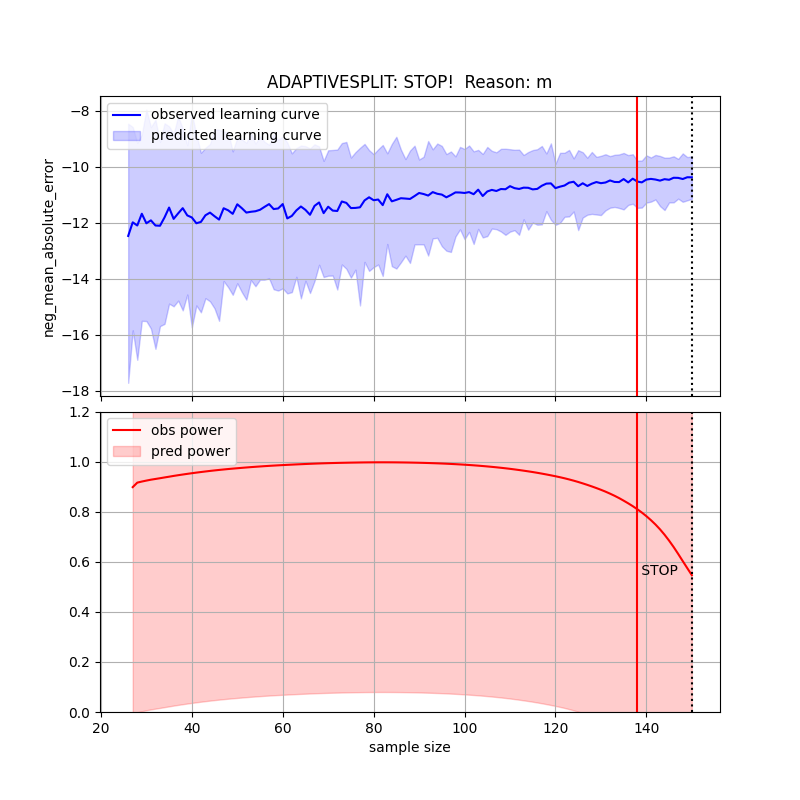 ADAPTIVESPLIT: STOP!  Reason: m
observed learning curve
predicted learning curve
neg_mean_absolute_error
−8
−10
−12
−14
−16
−18
obs power
pred power
STOP
1.2
1.0
0.8
0.6
0.4
0.2
0.0
20 40 60 80 100 120 140
sample size